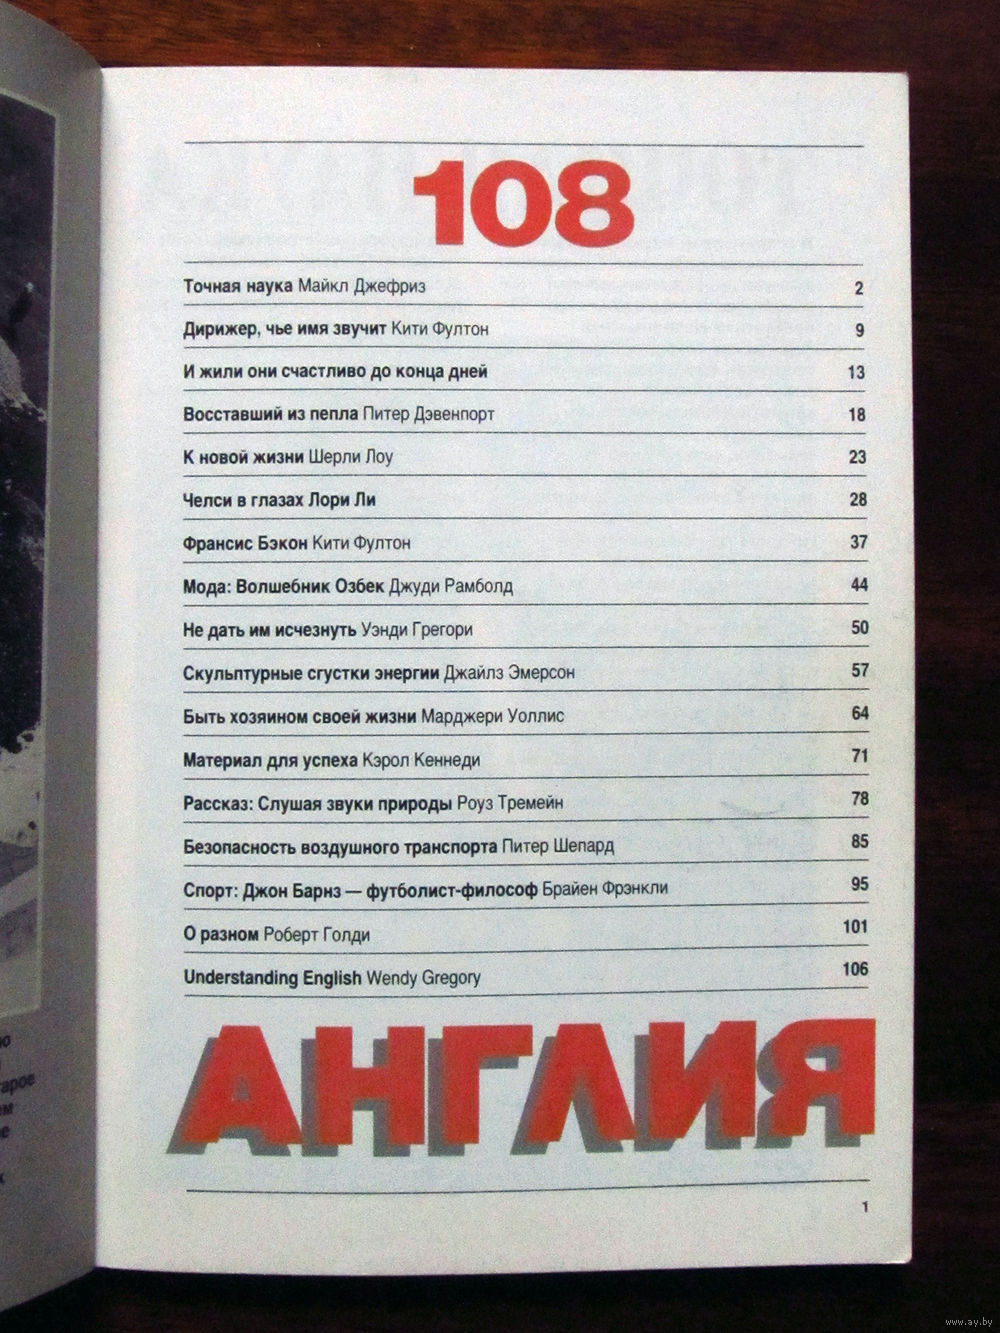 108
Точная наука Майкл Джефриз 2
Дирижер, чье имя звучит Кити Фултон 9
И жили они счастливо до конца дней 13
Восставший из пепла Питер Дэвенпорт 18
К новой жизни Шерли Лоу 23
Челси в глазах Лори Ли 28
Франсис Бэкон Кити Фултон 37
Мода: Волшебник Озбек Джуди Рамболд 44
Не дать им исчезнуть Уэнди Грегори 50
Скульптурные сгустки энергии Джайлз Эмерсон 57
Быть хозяином своей жизни Марджери Уоллис 64
Материал для успеха Кэрол Кеннеди 71
Рассказ: Слушая звуки природы Роуз Тремейн 78
Безопасность воздушного транспорта Питер Шепард 85
Спорт: Джон Барнз — футболист-философ Брайен Фрэнкли 95
О разном Роберт Голди 101
Understanding English Wendy Gregory 106
АНГЛИЯ
1
www.ay.by